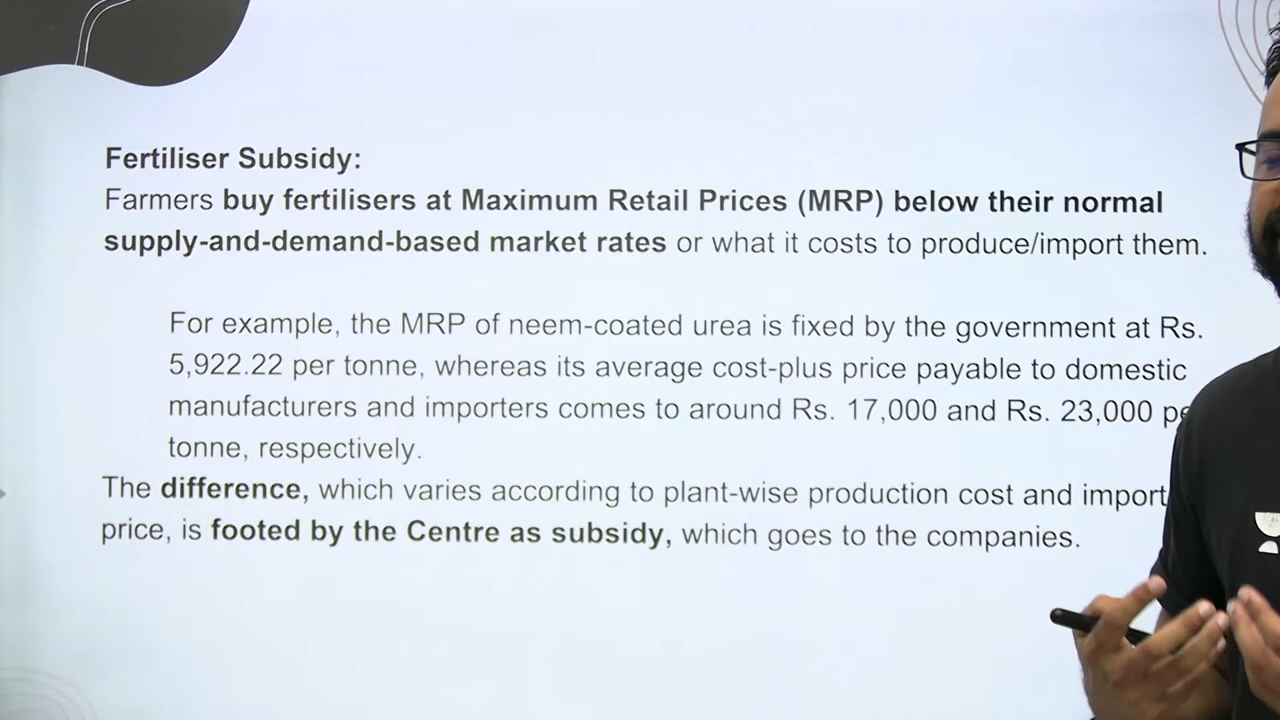 Fertiliser Subsidy:
Farmers buy fertilisers at Maximum Retail Prices (MRP) below their normal
supply-and-demand-based market rates or what it costs to produce/import them.
For example, the MRP of neem-coated urea is fixed by the government at Rs.
5,922.22 per tonne, whereas its average cost-plus price payable to domestic
manufacturers and importers comes to around Rs. 17,000 and Rs. 23,000 pe
tonne, respectively.
The difference, which varies according to plant-wise production cost and import
price, is footed by the Centre as subsidy, which goes to the companies.